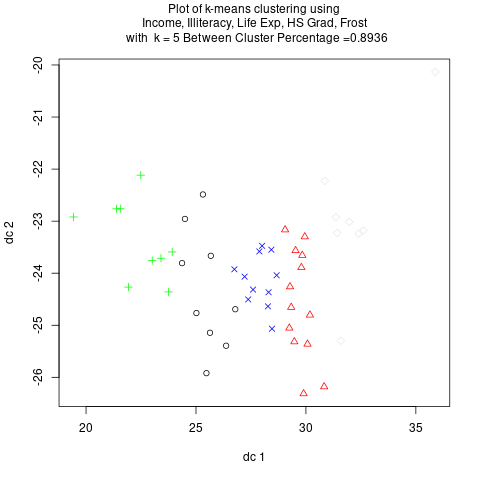 Plot of k-means clustering using
Income, Illiteracy, Life Exp, HS Grad, Frost
with k = 5 Between Cluster Percentage =0.8936
-20
-21
-22
-23
-24
-25
-26
dc 2
20 25 30 35
dc 1